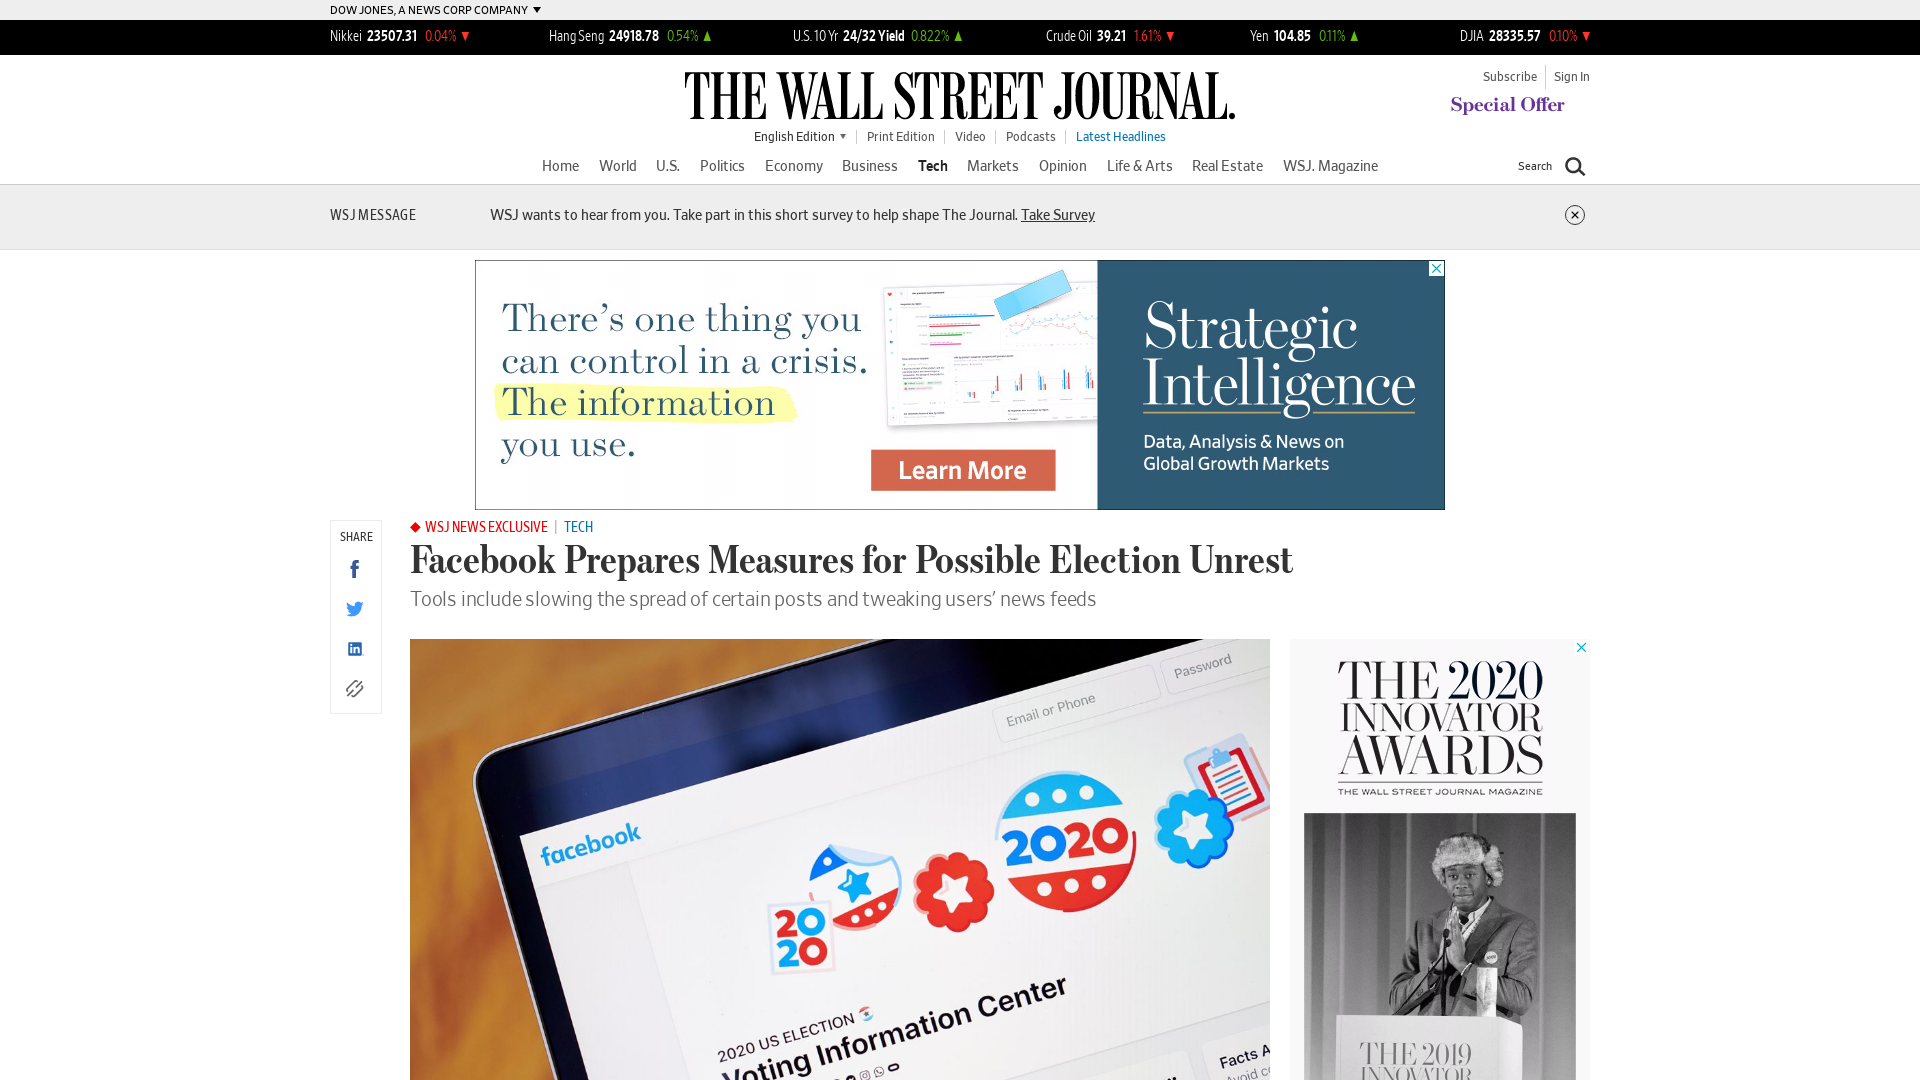 DOW JONES, A NEWS CORP COMPANY
Nikkei 23507.31 0.04% ▼
Hang Seng 24918.78 0.54% ▲
U.S. 10 Yr 24/32 Yield 0.822% ▲
Crude Oil 39.21 1.61% ▼
Yen 104.85 0.11% ▲
DJIA 28335.57 0.10% ▼
THE WALL STREET JOURNAL.
Subscribe
Sign In
Special Offer
English Edition
Print Edition
Video
Podcasts
Latest Headlines
Home
World
U.S.
Politics
Economy
Business
Tech
Markets
Opinion
Life & Arts
Real Estate
WSJ. Magazine
Search
WSJ MESSAGE
WSJ wants to hear from you. Take part in this short survey to help shape The Journal. Take Survey
There's one thing you
can control in a crisis.
The information
you use.
Learn More
Strategic
Intelligence
Data, Analysis & News on
Global Growth Markets
SHARE
WSJ NEWS EXCLUSIVE | TECH
Facebook Prepares Measures for Possible Election Unrest
Tools include slowing the spread of certain posts and tweaking users' news feeds
Email or Phone
Password
facebook
2020
20
20
2020 US ELECTION
Voting Information Center
Facts A
Avoid co
THE 2020
INNOVATOR
AWARDS
THE WALL STREET JOURNAL MAGAZINE
THE 2019
INNOVATOR